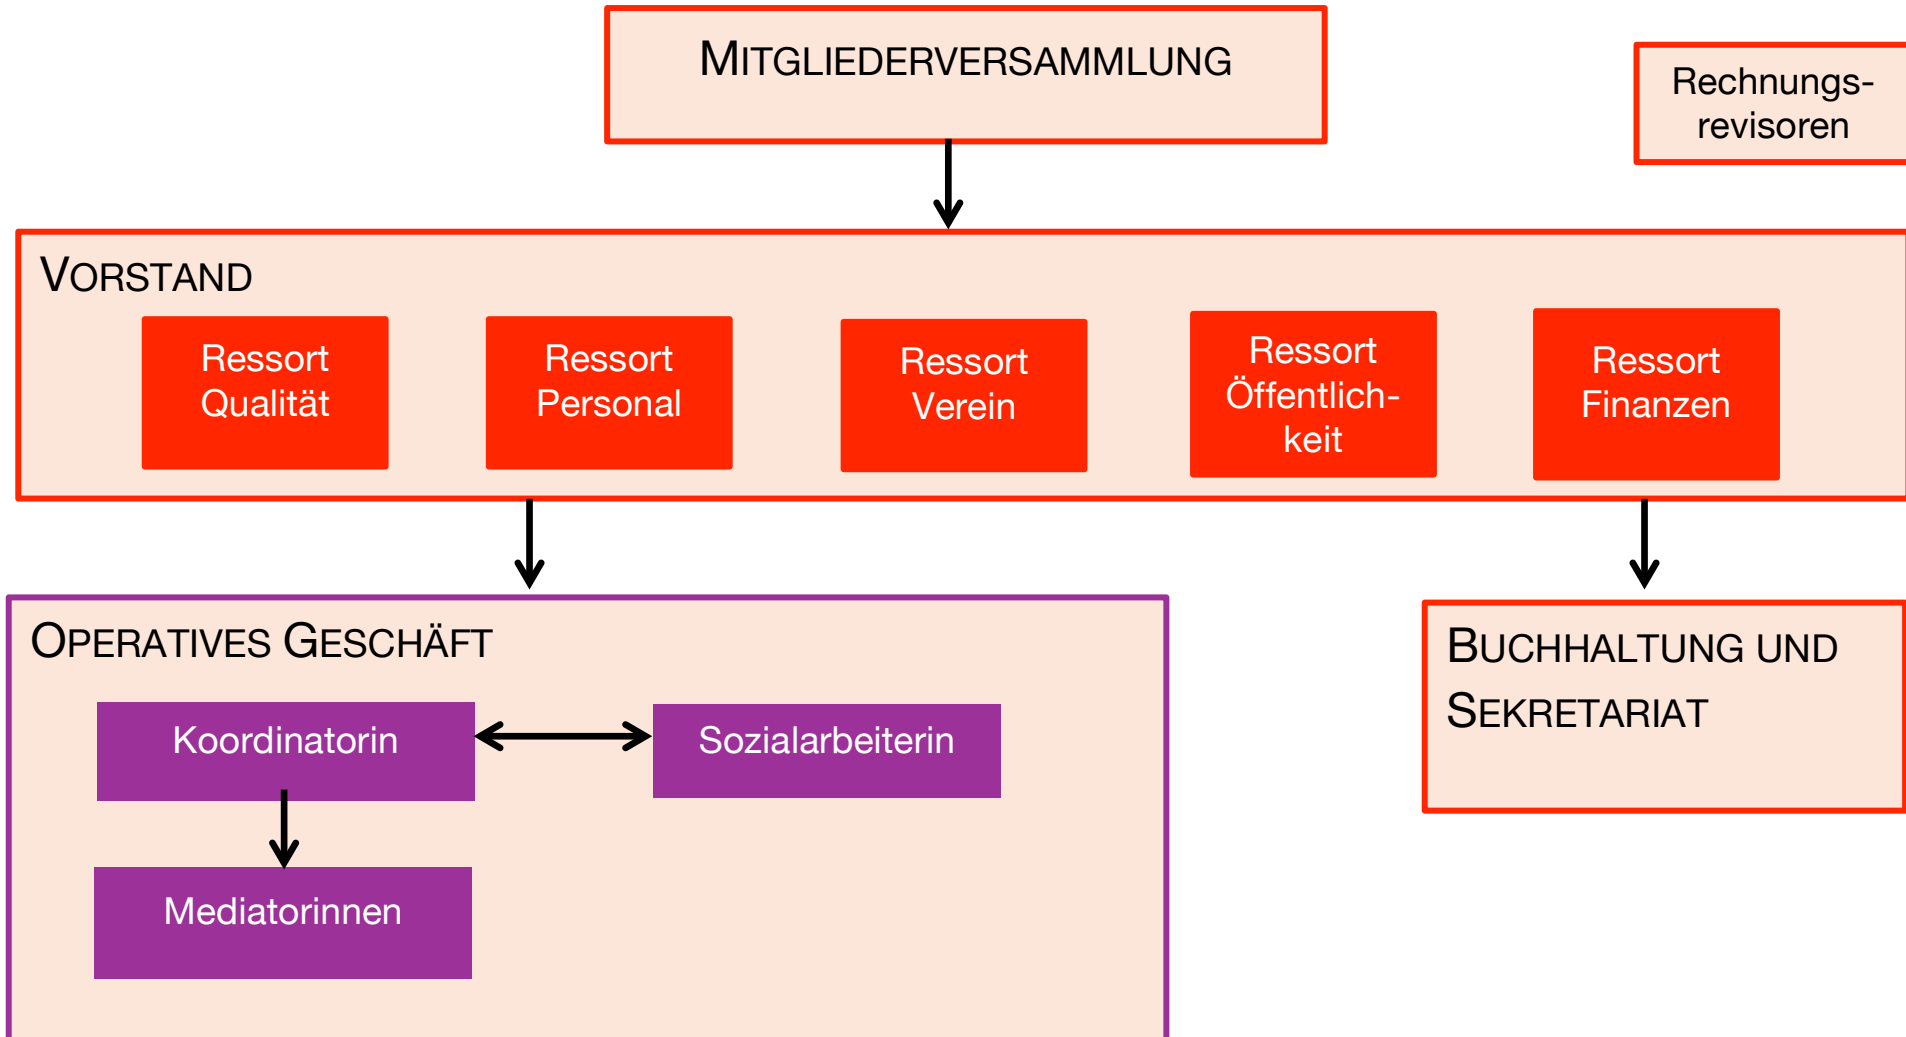 MITGLIEDERVERSAMMLUNG
Rechnungs-
revisoren
VORSTAND
Ressort
Qualität
Ressort
Personal
Ressort
Verein
Ressort
Öffentlich-
keit
Ressort
Finanzen
OPERATIVES GESCHÄFT
Koordinatorin
Sozialarbeiterin
Mediatorinnen
BUCHHALTUNG UND
SEKRETARIAT